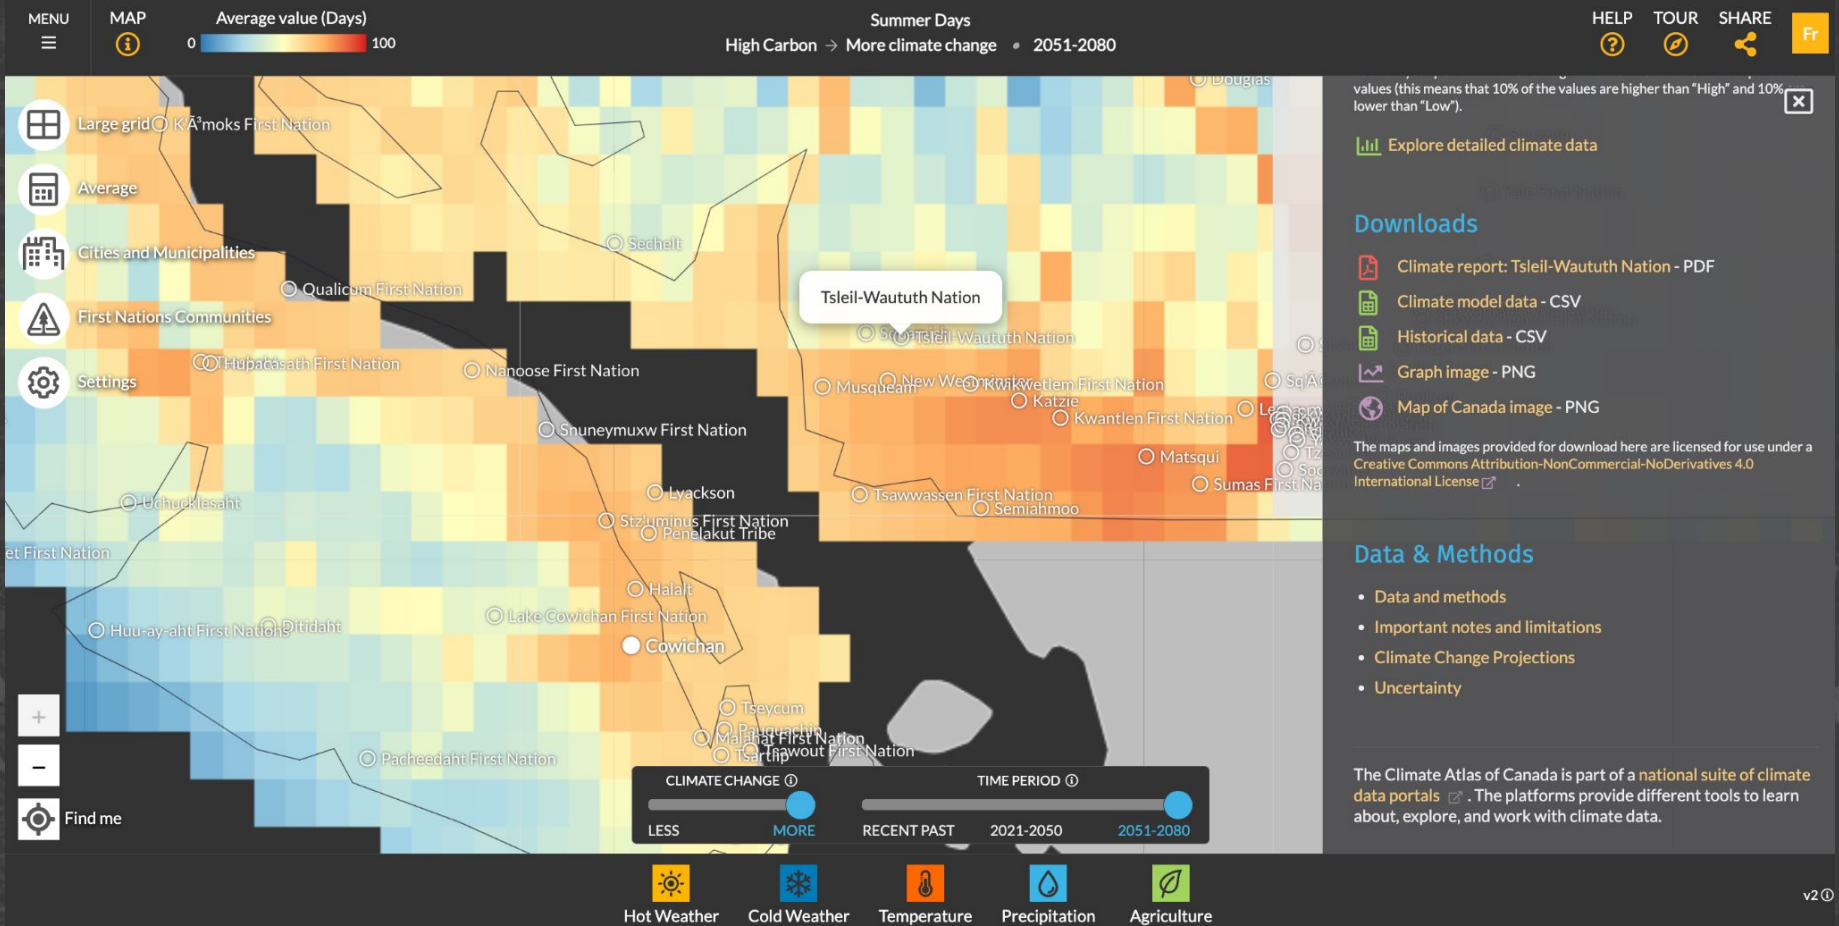 MENU
MAP
Average value (Days)
0
100
Summer Days
High Carbon → More climate change • 2051-2080
HELP
TOUR
SHARE
Fr
Large grid
K'Ã³moks First Nation
Average
Cities and Municipalities
First Nations Communities
Settings
Douglas
Sechelt
Qualicum First Nation
Tsleil-Waututh Nation
Tsleil-Waututh Nation
Hupacasath First Nation
Nanoose First Nation
Musqueam
New Westminster
Kwikwetlem First Nation
Katzie
Kwantlen First Nation
Snuneymuxw First Nation
Matsqui
Sumas First Na
Lyackson
Tsawwassen First Nation
Semiahmoo
Uchucklesaht
Stz'uminus First Nation
Penelakut Tribe
et First Nation
Halalt
Lake Cowichan First Nation
Huu-ay-aht First Nations
Ditidaht
Cowichan
Tseycum
Pauquachin
Malahat First Nation
Tsawout First Nation
Tsartlip
Pacheedaht First Nation
+
−
Find me
CLIMATE CHANGE
LESS
MORE
TIME PERIOD
RECENT PAST
2021-2050
2051-2080
values (this means that 10% of the values are higher than “High” and 10%
lower than “Low”).
Explore detailed climate data
Downloads
Climate report: Tsleil-Waututh Nation - PDF
Climate model data - CSV
Historical data - CSV
Graph image - PNG
Map of Canada image - PNG
The maps and images provided for download here are licensed for use under a
Creative Commons Attribution-NonCommercial-NoDerivatives 4.0
International License .
Data & Methods
• Data and methods
• Important notes and limitations
• Climate Change Projections
• Uncertainty
The Climate Atlas of Canada is part of a national suite of climate
data portals . The platforms provide different tools to learn
about, explore, and work with climate data.
Hot Weather
Cold Weather
Temperature
Precipitation
Agriculture
v2